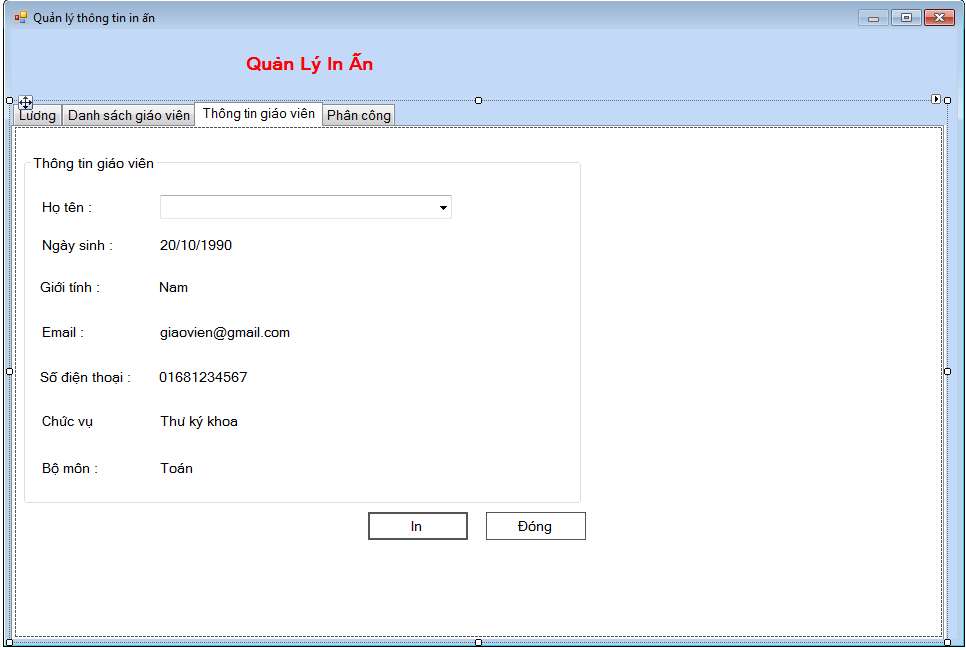 Quản lý thông tin in ấn
Quản Lý In Ấn
Lương Danh sách giáo viên Thông tin giáo viên Phân công
Thông tin giáo viên
Họ tên :
Ngày sinh : 20/10/1990
Giới tính : Nam
Email : giaovien@gmail.com
Số điện thoại : 01681234567
Chức vụ Thư ký khoa
Bộ môn : Toán
In Đóng